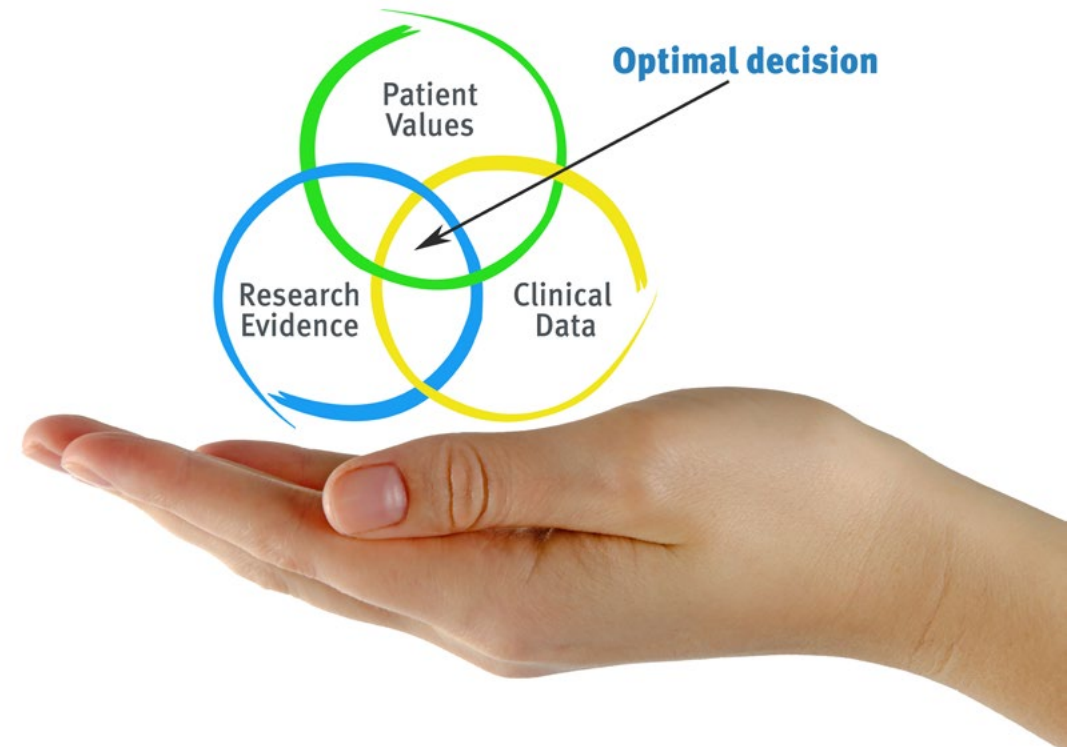 Optimal decision
Patient
Values
Research
Evidence
Clinical
Data